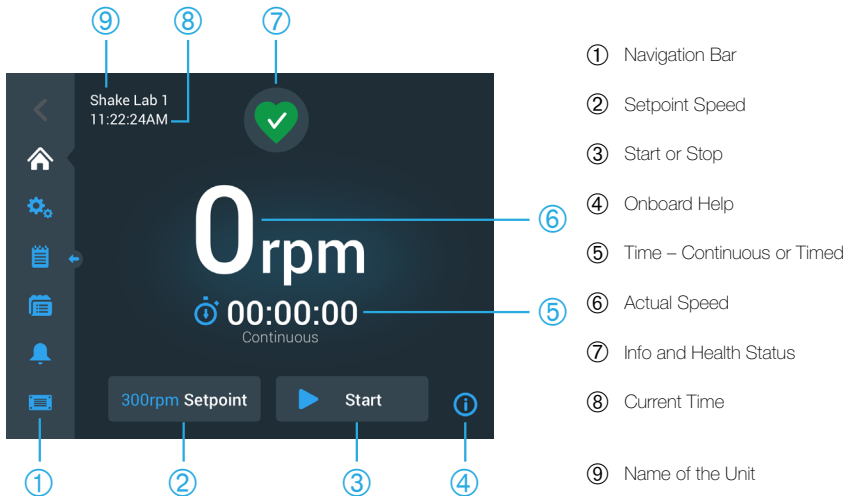 ⑨ ⑧ ⑦
Shake Lab 1
11:22:24AM
0rpm
⑥
00:00:00
⑤
Continuous
300rpm Setpoint
Start
① ② ③ ④
① Navigation Bar
② Setpoint Speed
③ Start or Stop
④ Onboard Help
⑤ Time – Continuous or Timed
⑥ Actual Speed
⑦ Info and Health Status
⑧ Current Time
⑨ Name of the Unit